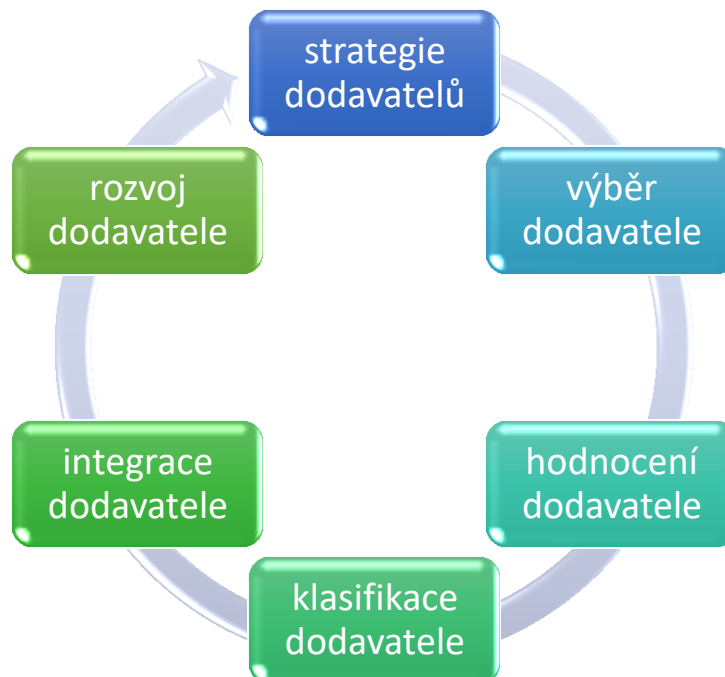 strategie
dodavatelů
výběr
dodavatele
hodnocení
dodavatele
klasifikace
dodavatele
integrace
dodavatele
rozvoj
dodavatele